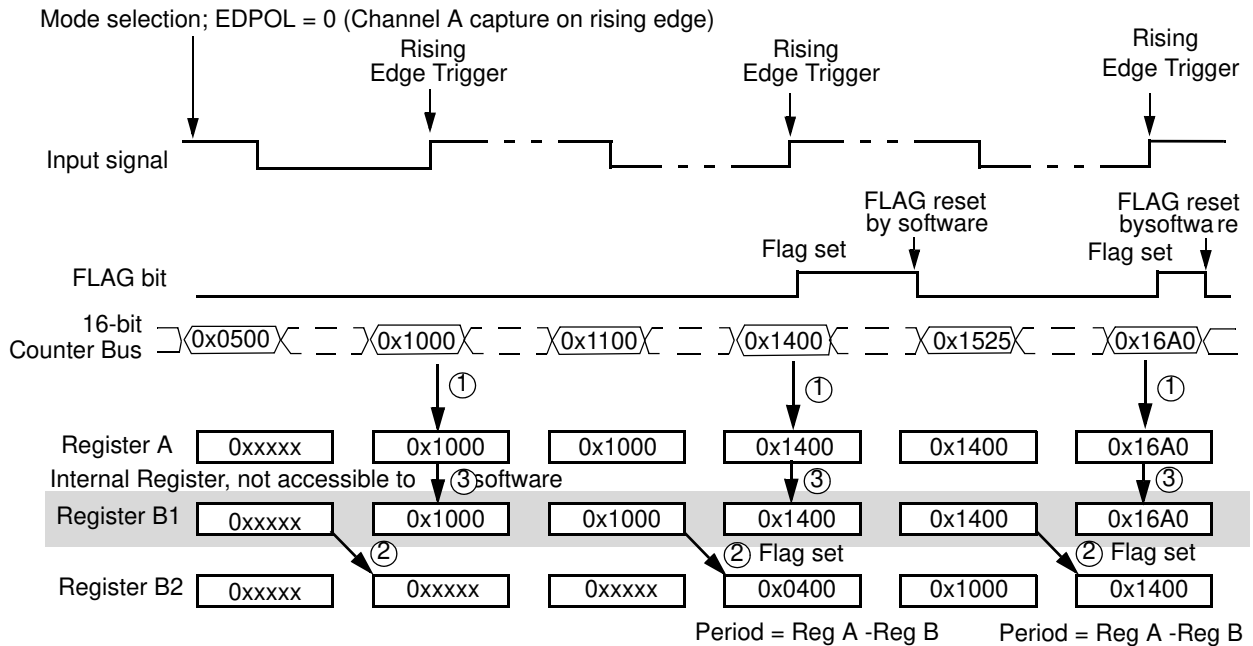 Mode selection; EDPOL = 0 (Channel A capture on rising edge)
Rising
Edge Trigger
Rising
Edge Trigger
Rising
Edge Trigger
Input signal
FLAG reset
by software
FLAG reset
bysoftwa re
Flag set
Flag set
FLAG bit
16-bit
Counter Bus
0x0500 0x1000 0x1100 0x1400 0x1525 0x16A0
1 1 1
Register A 0xxxxx 0x1000 0x1000 0x1400 0x1400 0x16A0
Internal Register, not accessible to 3 software 3 3
Register B1 0xxxxx 0x1000 0x1000 0x1400 0x1400 0x16A0
2 2 Flag set 2 Flag set
Register B2 0xxxxx 0xxxxx 0xxxxx 0x0400 0x1000 0x1400
Period = Reg A -Reg B Period = Reg A -Reg B